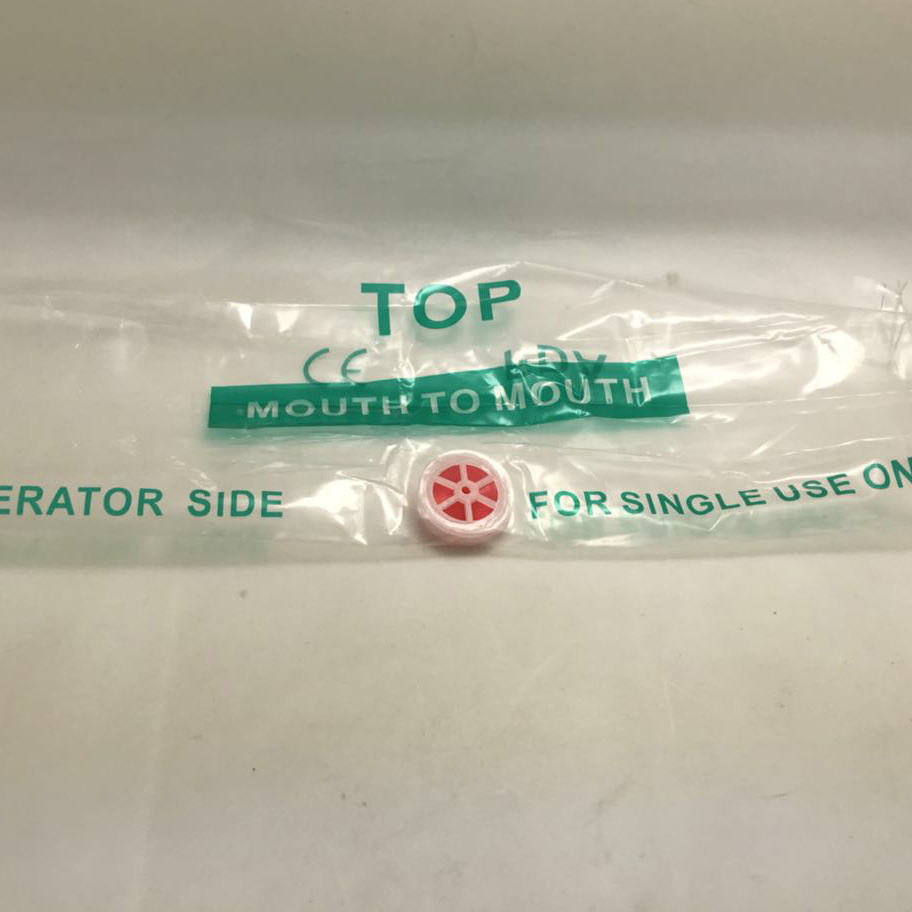 TOP
CE
MOUTH TO MOUTH
ERATOR SIDE
FOR SINGLE USE ON